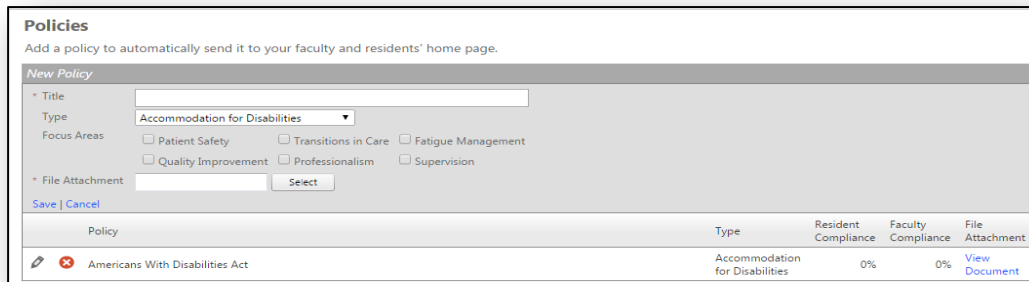 Policies
Add a policy to automatically send it to your faculty and residents' home page.
New Policy
* Title
Type Accommodation for Disabilities
Focus Areas Patient Safety Transitions in Care Fatigue Management
Quality Improvement Professionalism Supervision
* File Attachment Select
Save | Cancel
Policy Type Resident Compliance Faculty Compliance File Attachment
Americans With Disabilities Act Accommodation for Disabilities 0% 0% View Document